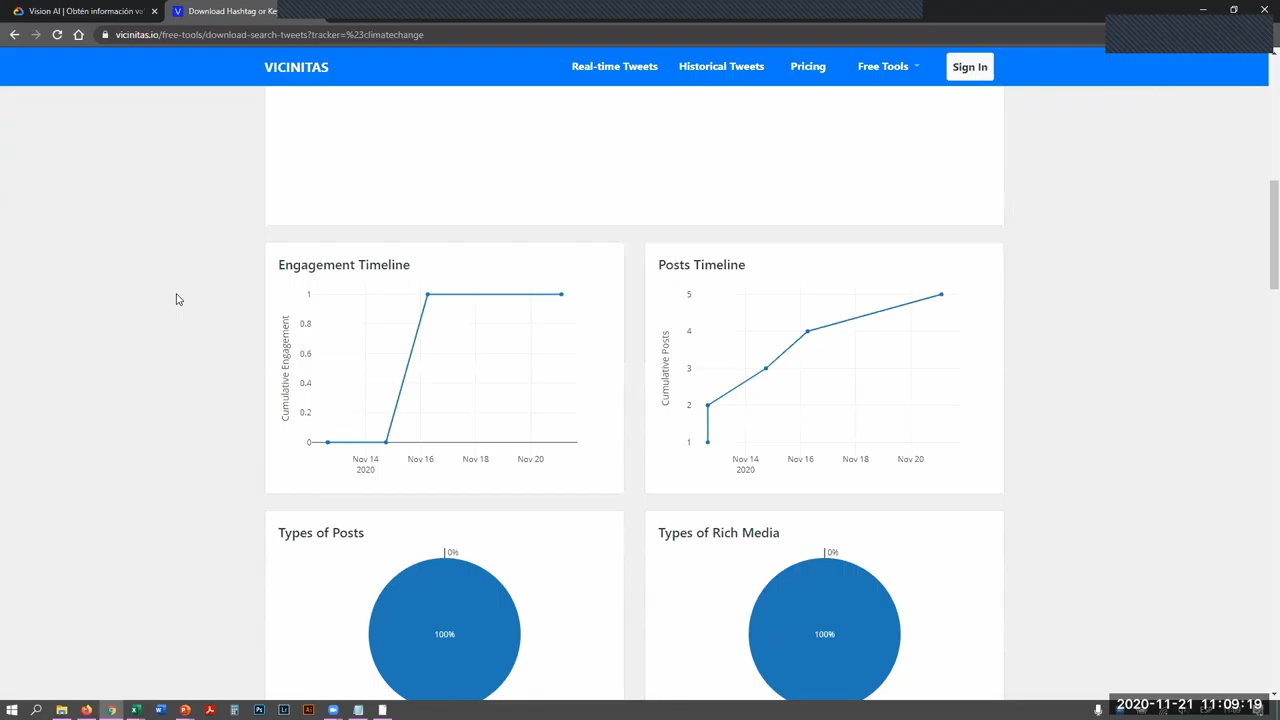 Vision AI | Obtén información va
Download Hashtag or Ke
vicinitas.io/free-tools/download-search-tweets?tracker=%23climatechange
VICINITAS
Real-time Tweets
Historical Tweets
Pricing
Free Tools
Sign In
Engagement Timeline
1
0.8
0.6
0.4
0.2
0
Cumulative Engagement
Nov 14
2020
Nov 16
Nov 18
Nov 20
Posts Timeline
5
4
3
2
1
Cumulative Posts
Nov 14
2020
Nov 16
Nov 18
Nov 20
Types of Posts
0%
100%
Types of Rich Media
0%
100%
2020-11-21 11:09:19